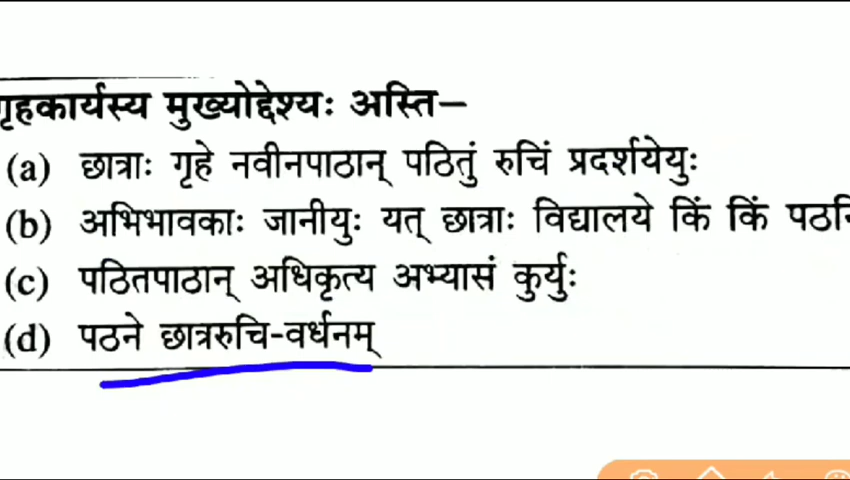 गृहकार्यस्य मुख्योद्देश्यः अस्ति–
(a) छात्राः गृहे नवीनपाठान् पठितुं रुचिं प्रदर्शयेयुः
(b) अभिभावकाः जानीयुः यत् छात्राः विद्यालये किं किं
(c) पठितपाठान् अधिकृत्य अभ्यासं कुर्युः
(d) पठने छात्ररुचि-वर्धनम्